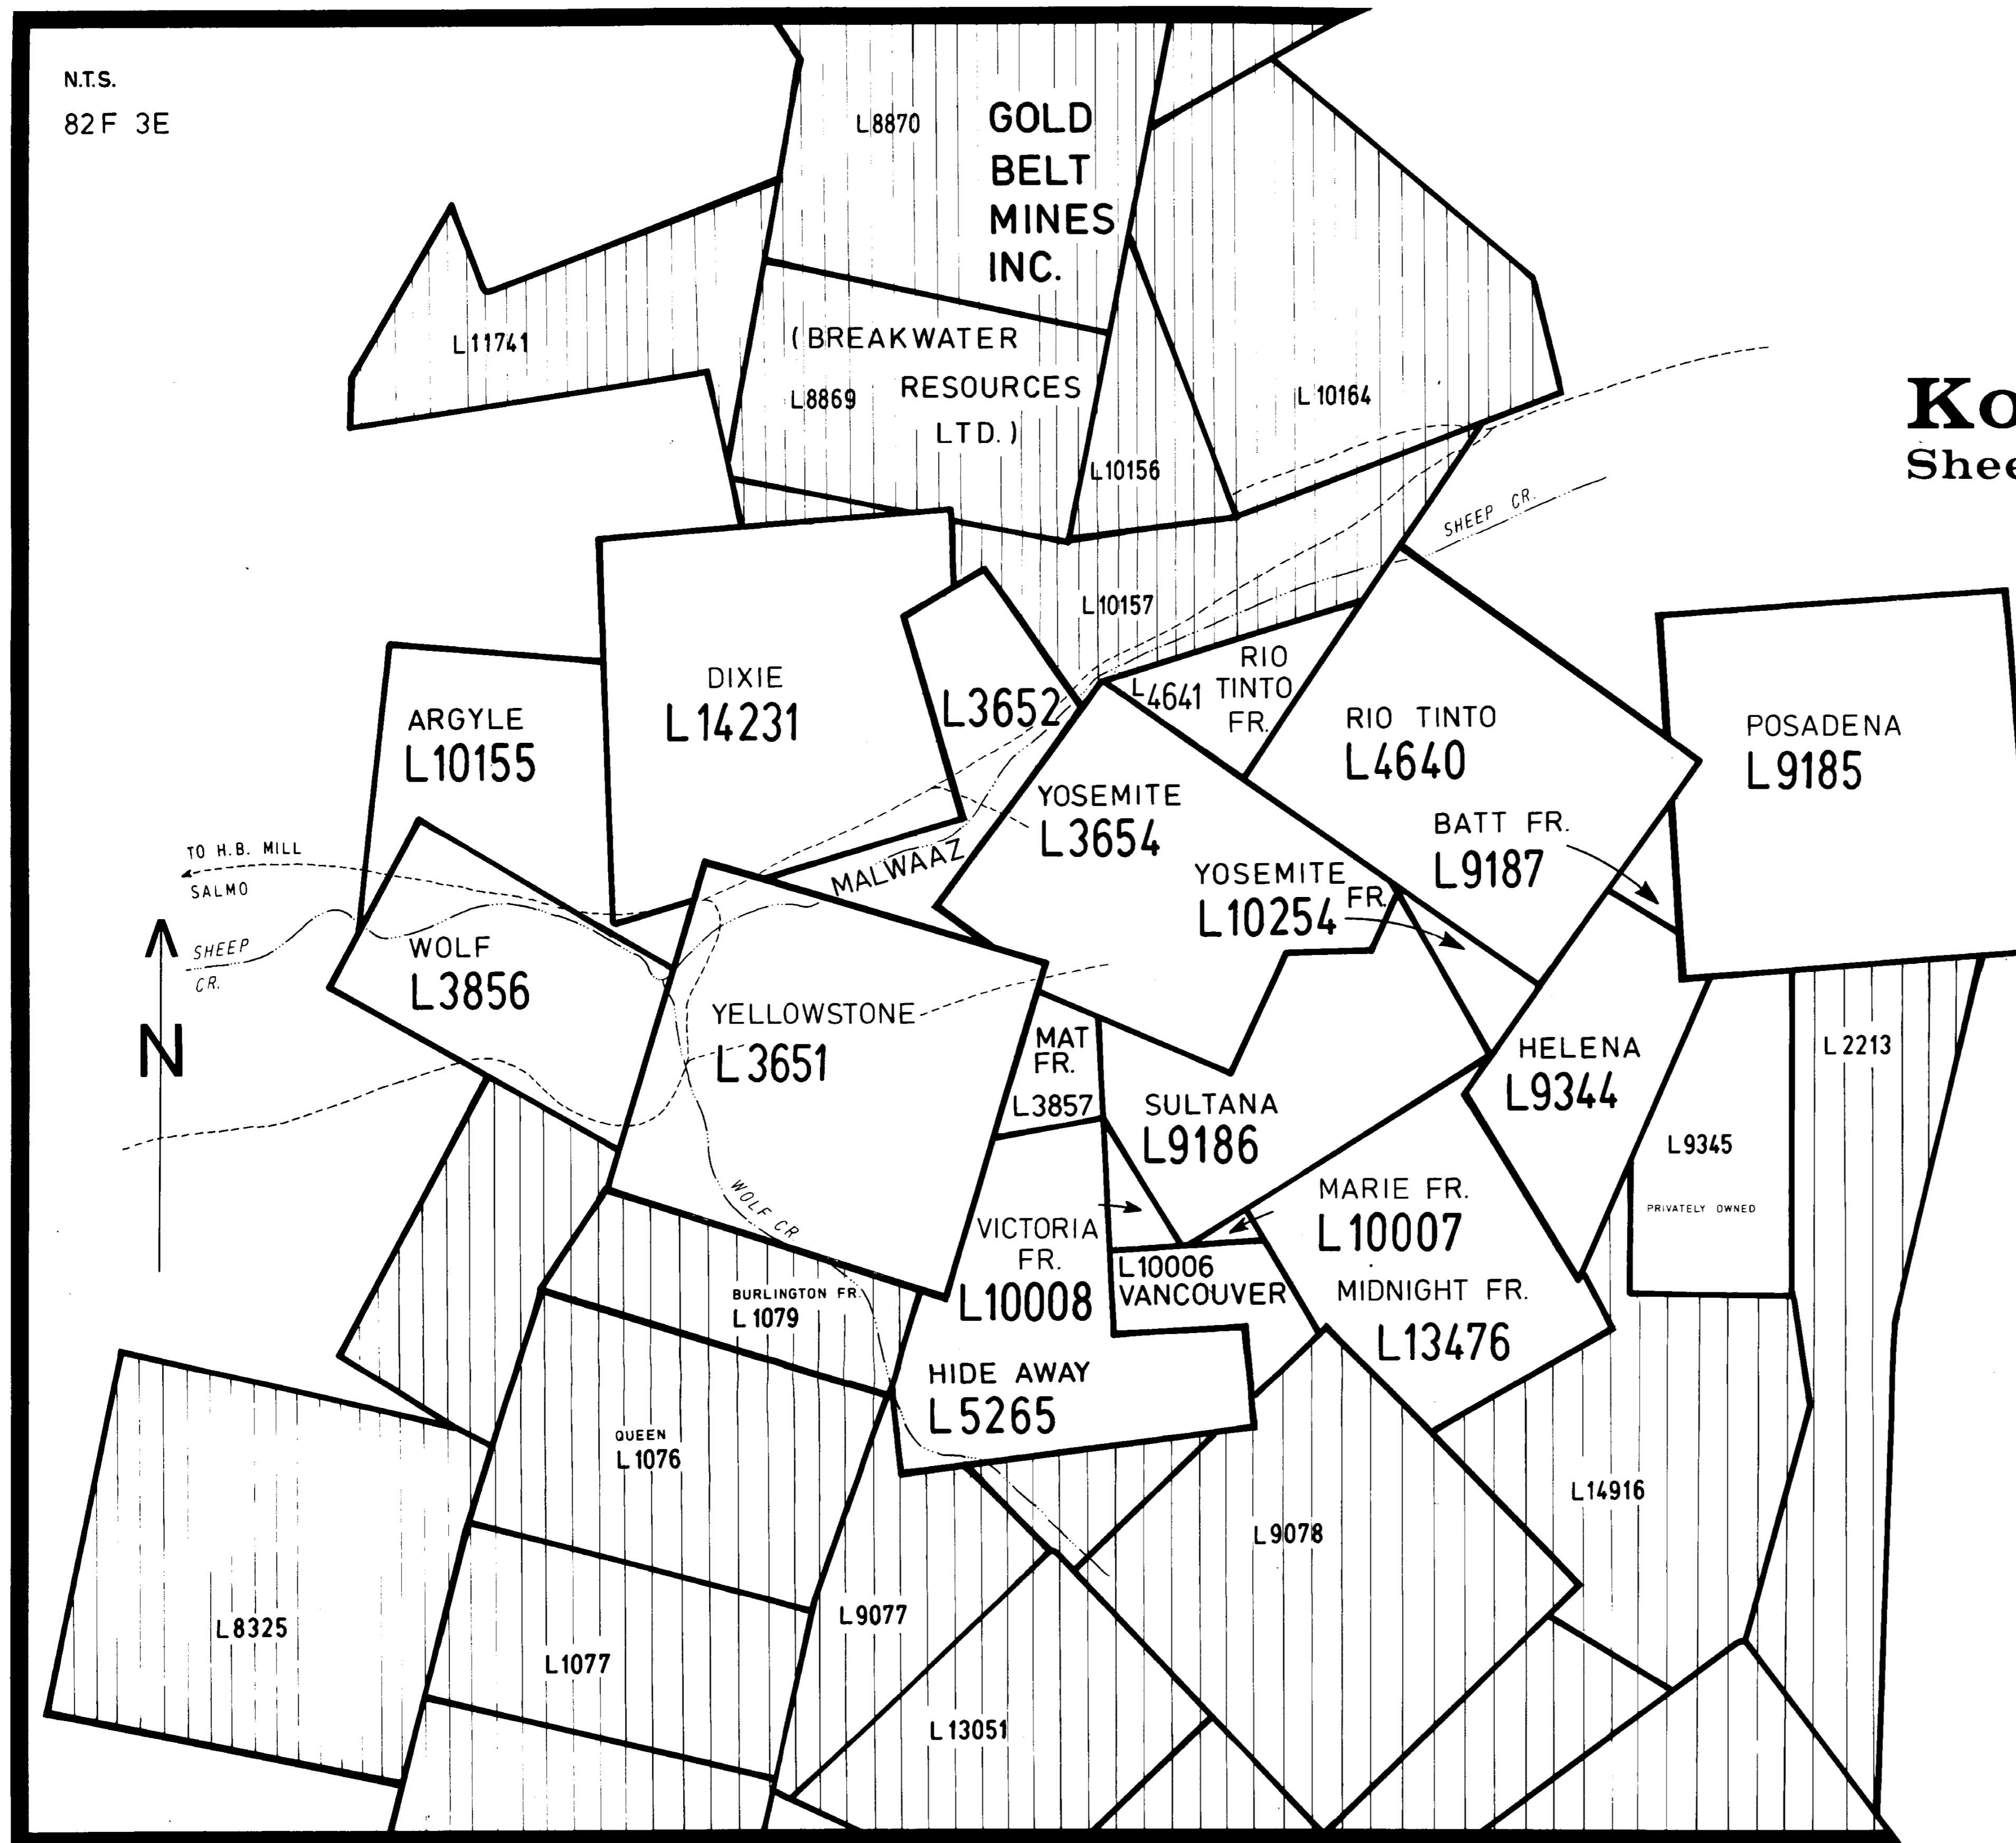 N.T.S.
82F 3E
L8870
GOLD
BELT
MINES
INC.
L11741
(BREAKWATER
RESOURCES
LTD.)
L8869
L10164
L10156
Ko
Shee
SHEEP CR.
L10157
RIO
TINTO
FR.
L4641
DIXIE
L14231
L3652
ARGYLE
L10155
RIO TINTO
L4640
POSADENA
L9185
YOSEMITE
L3654
BATT FR.
L9187
TO H.B. MILL
SALMO
MALWAAZ
YOSEMITE FR.
L10254
SHEEP
CR.
WOLF
L3856
N
YELLOWSTONE
L3651
MAT
FR.
L3857
HELENA
L9344
L2213
SULTANA
L9186
L9345
PRIVATELY OWNED
WOLF CR
MARIE FR.
L10007
VICTORIA
FR.
L10008
L10006
VANCOUVER
MIDNIGHT FR.
L13476
BURLINGTON FR.
L1079
HIDE AWAY
L5265
QUEEN
L1076
L14916
L9078
L8325
L9077
L1077
L13051